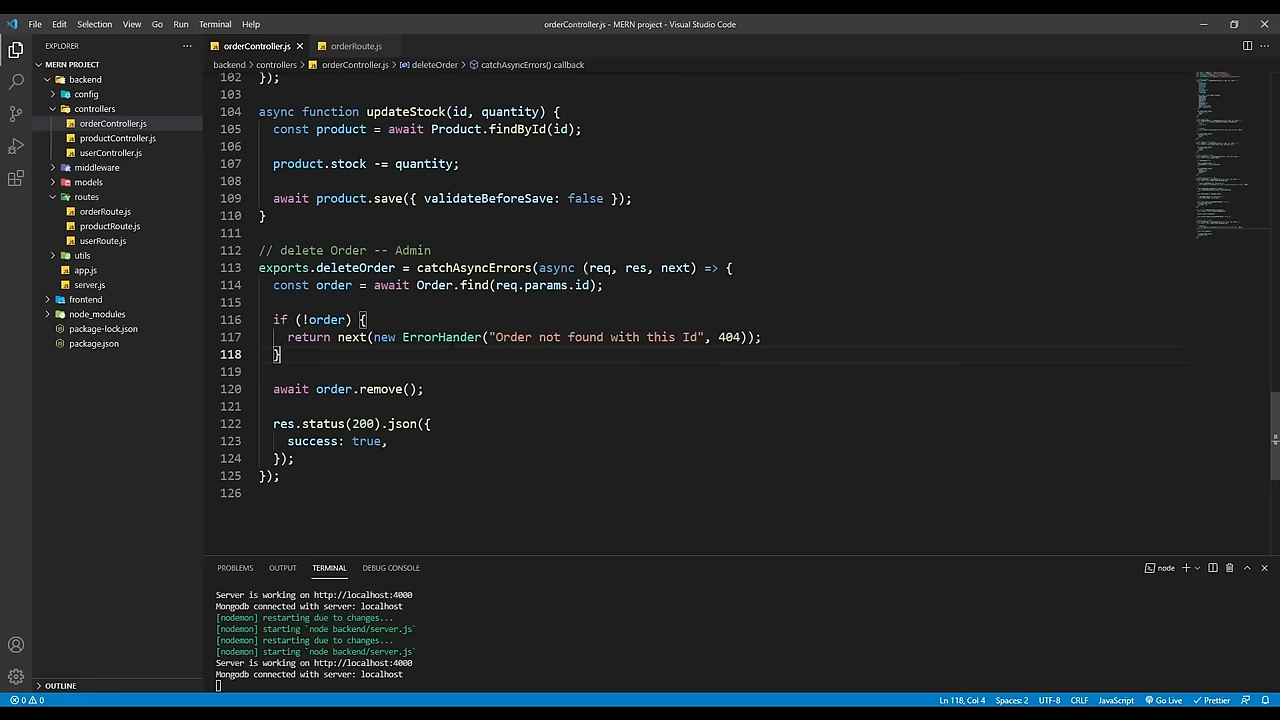 File Edit Selection View Go Run Terminal Help
orderController.js - MERN project - Visual Studio Code
EXPLORER
MERN PROJECT
backend
config
controllers
orderController.js
productController.js
userController.js
middleware
models
routes
orderRoute.js
productRoute.js
userRoute.js
utils
app.js
server.js
frontend
node_modules
package-lock.json
package.json
OUTLINE
orderController.js
orderRoute.js
backend > controllers > orderController.js > deleteOrder > catchAsyncErrors() callback
102 });
103
104 async function updateStock(id, quantity) {
105 const product = await Product.findById(id);
106
107 product.stock -= quantity;
108
109 await product.save({ validateBeforeSave: false });
110 }
111
112 // delete Order -- Admin
113 exports.deleteOrder = catchAsyncErrors(async (req, res, next) => {
114 const order = await Order.find(req.params.id);
115
116 if (!order) {
117 return next(new ErrorHander("Order not found with this Id", 404));
118 }
119
120 await order.remove();
121
122 res.status(200).json({
123 success: true,
124 });
125 });
126
PROBLEMS OUTPUT TERMINAL DEBUG CONSOLE
node
Server is working on http://localhost:4000
Mongodb connected with server: localhost
[nodemon] restarting due to changes...
[nodemon] starting `node backend/server.js`
[nodemon] restarting due to changes...
[nodemon] starting `node backend/server.js`
Server is working on http://localhost:4000
Mongodb connected with server: localhost
0 0
Ln 118, Col 4 Spaces: 2 UTF-8 CRLF JavaScript Go Live Prettier